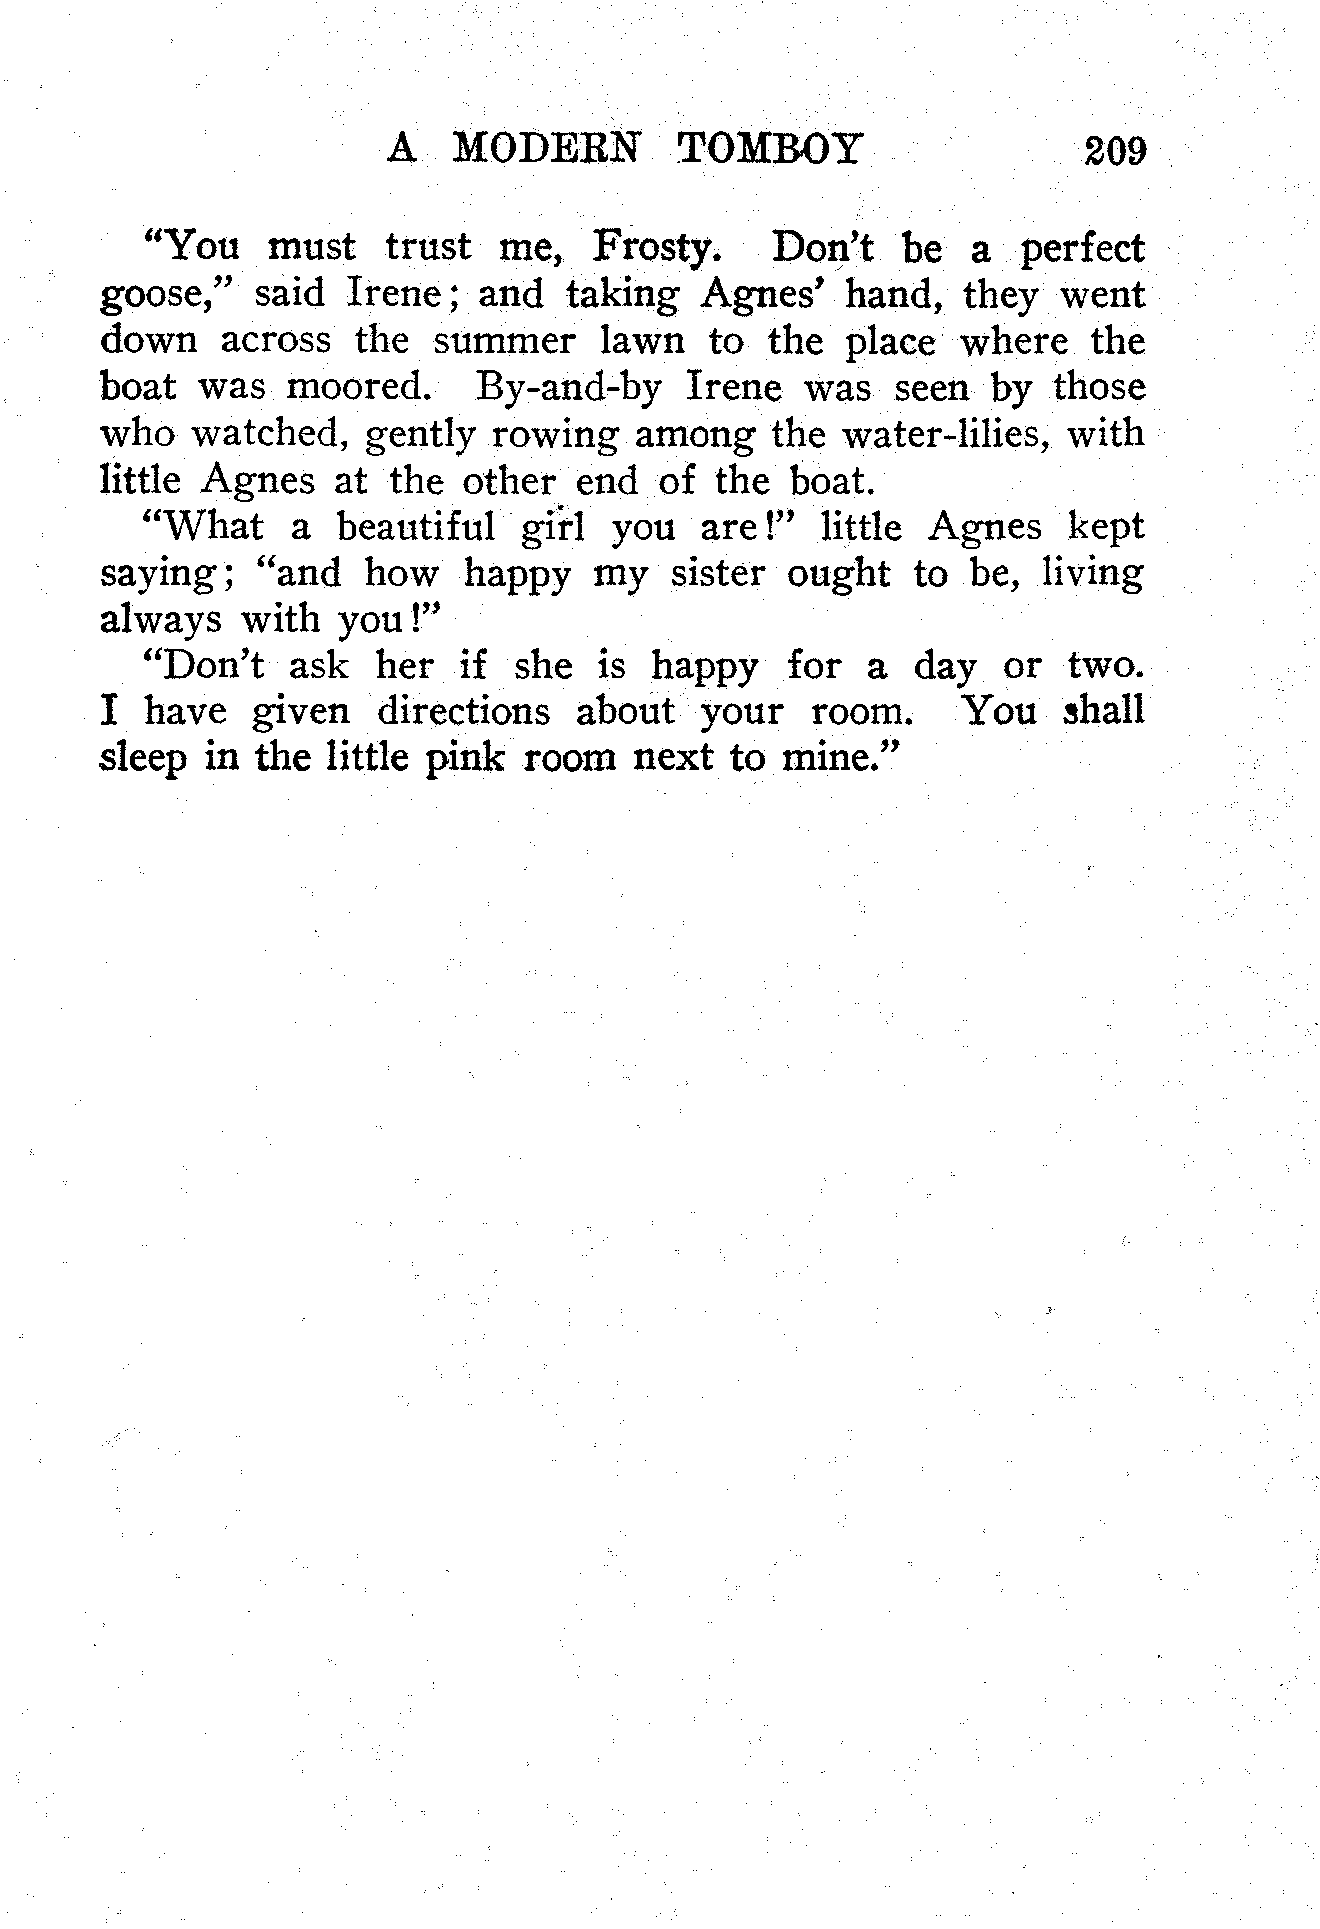 A MODERN TOMBOY 209
“You must trust me, Frosty. Don’t be a perfect
goose,” said Irene; and taking Agnes’ hand, they went
down across the summer lawn to the place where the
boat was moored. By-and-by Irene was seen by those
who watched, gently rowing among the water-lilies, with
little Agnes at the other end of the boat.
“What a beautiful girl you are!” little Agnes kept
saying; “and how happy my sister ought to be, living
always with you!”
“Don’t ask her if she is happy for a day or two.
I have given directions about your room. You shall
sleep in the little pink room next to mine.”